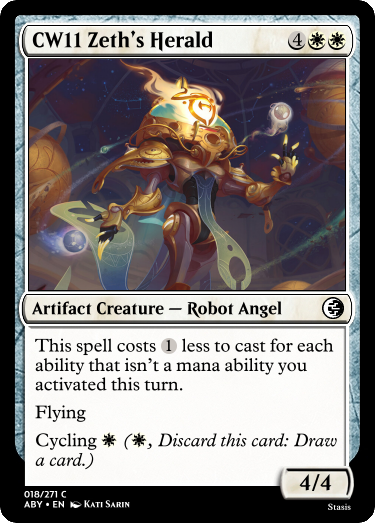 CW11 Zeth's Herald 4
Artifact Creature — Robot Angel
This spell costs 1 less to cast for each
ability that isn't a mana ability you
activated this turn.
Flying
Cycling (, Discard this card: Draw
a card.)
4/4
018/271 C
ABY • EN Kati Sarin
Stasis